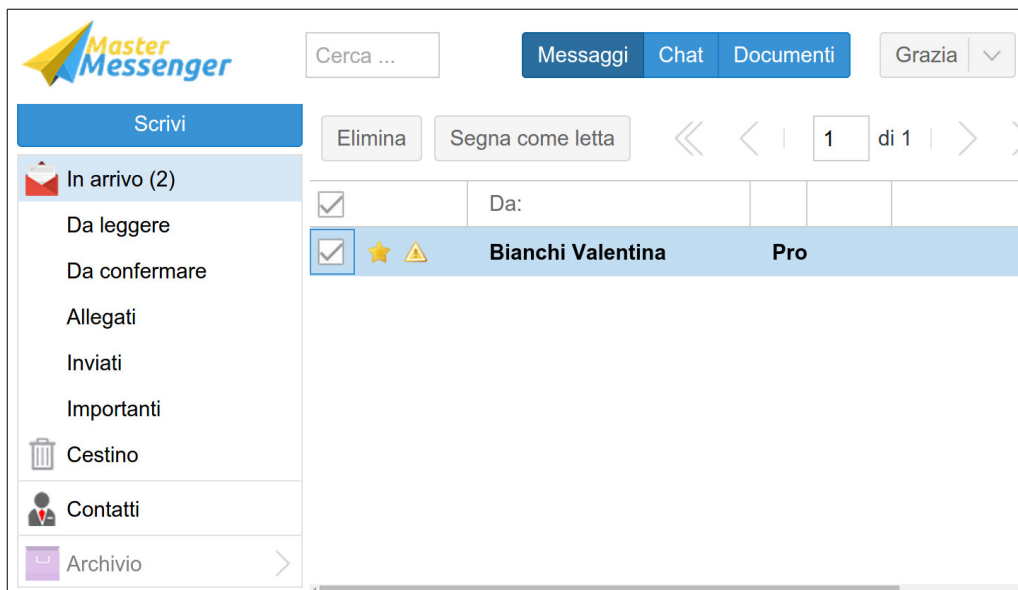 Master
Messenger
Cerca ...
Messaggi Chat Documenti
Grazia
Scrivi
Elimina Segna come letta 1 di 1
In arrivo (2)
Da leggere
Da confermare
Allegati
Inviati
Importanti
Cestino
Contatti
Archivio
Da:
Bianchi Valentina Pro